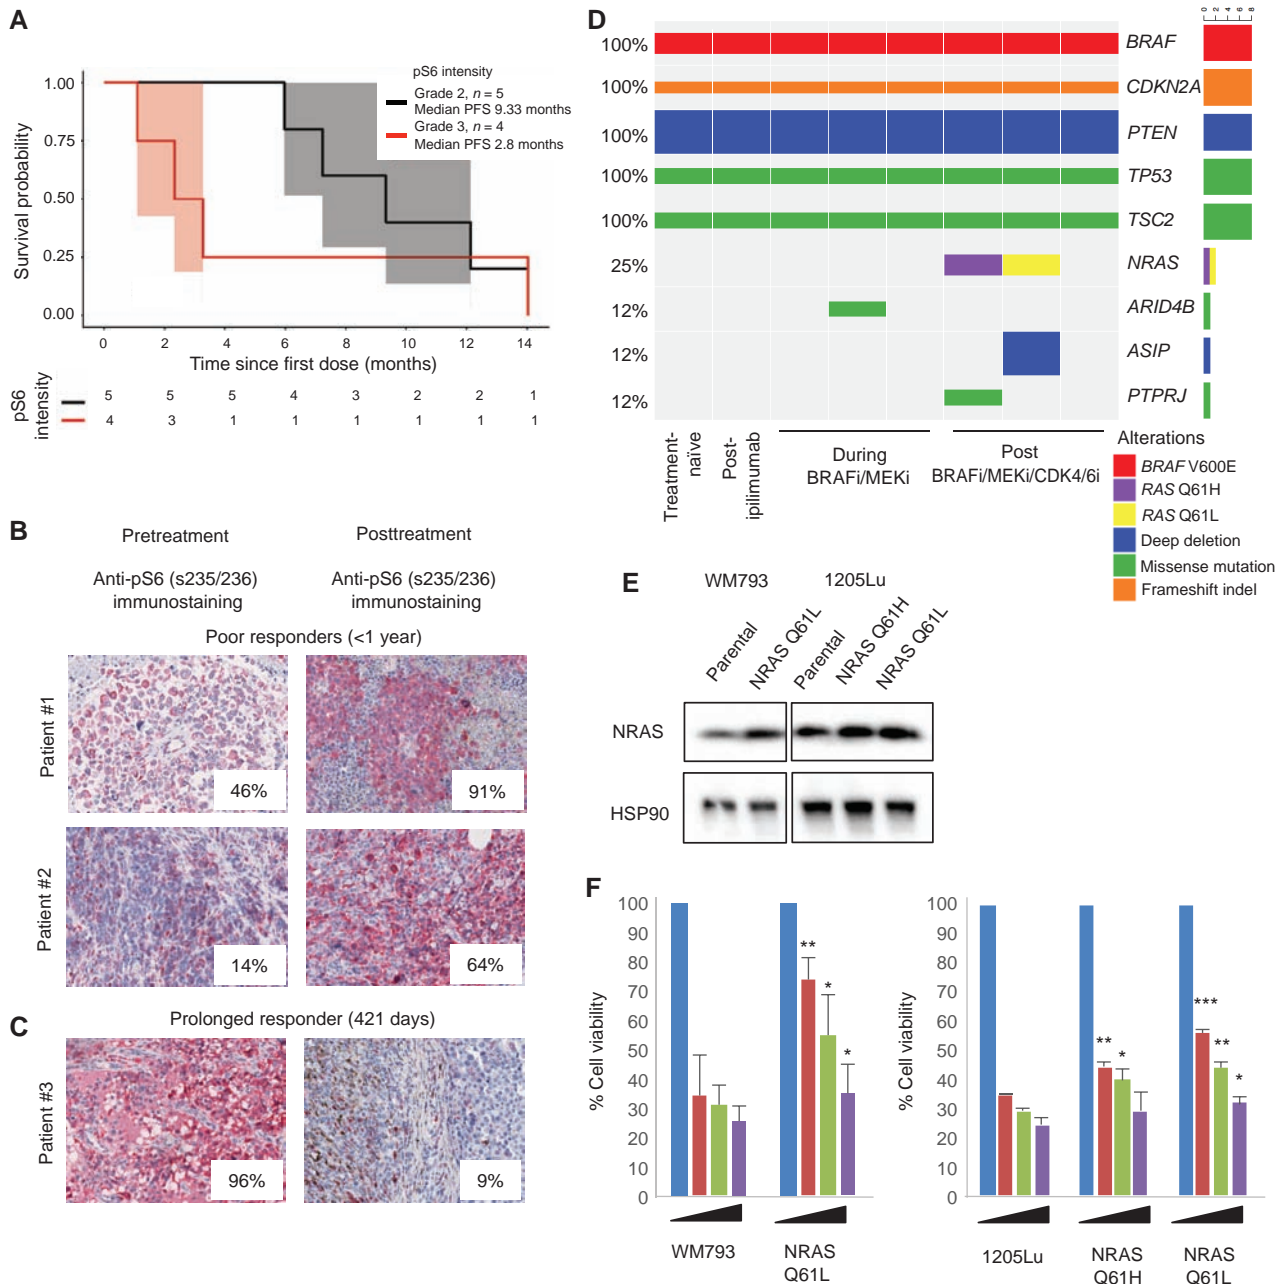 A
1.00
0.75
0.50
0.25
0.00
Survival probability
pS6 intensity
Grade 2, n = 5
Median PFS 9.33 months
Grade 3, n = 4
Median PFS 2.8 months
0 2 4 6 8 10 12 14
Time since first dose (months)
pS6
intensity
5 5 5 4 3 2 2 1
4 3 1 1 1 1 1 1
B
Pretreatment Posttreatment
Anti-pS6 (s235/236)
immunostaining
Anti-pS6 (s235/236)
immunostaining
Poor responders (<1 year)
Patient #1
46%
91%
Patient #2
14%
64%
C
Prolonged responder (421 days)
Patient #3
96%
9%
D
0 2 4 6 8
100% BRAF
100% CDKN2A
100% PTEN
100% TP53
100% TSC2
25% NRAS
12% ARID4B
12% ASIP
12% PTPRJ
Treatment-
naïve
Post-
ipilimumab
During
BRAFi/MEKi
Post
BRAFi/MEKi/CDK4/6i
Alterations
BRAF V600E
RAS Q61H
RAS Q61L
Deep deletion
Missense mutation
Frameshift indel
E
WM793 1205Lu
Parental
NRAS Q61L
Parental
NRAS Q61H
NRAS Q61L
NRAS
HSP90
F
% Cell viability
100
90
80
70
60
50
40
30
20
10
0
** * *
WM793
NRAS
Q61L
% Cell viability
100
90
80
70
60
50
40
30
20
10
0
** *
*** ** *
1205Lu
NRAS
Q61H
NRAS
Q61L